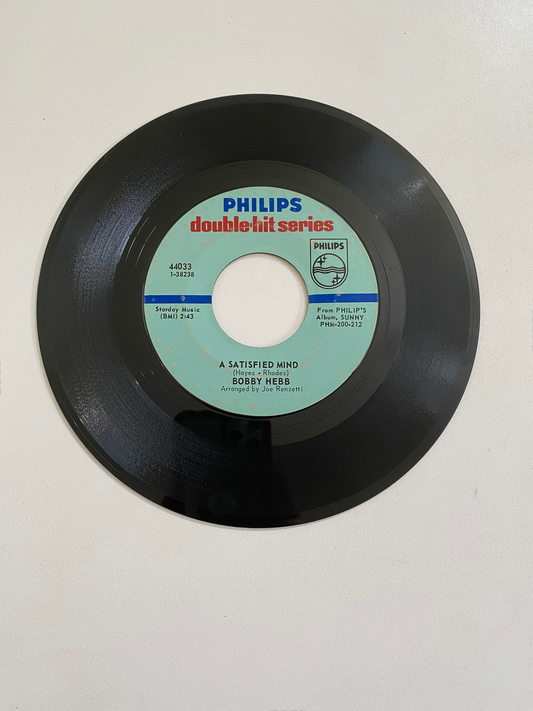 PHILIPS
double-hit series
PHILIPS
44033
1-38238
Starday Music
(BMI) 2:43
From PHILIP'S
Album, SUNNY
PHM-200-212
A SATISFIED MIND
(Hayes • Rhodes)
BOBBY HEBB
Arranged by Joe Renzetti